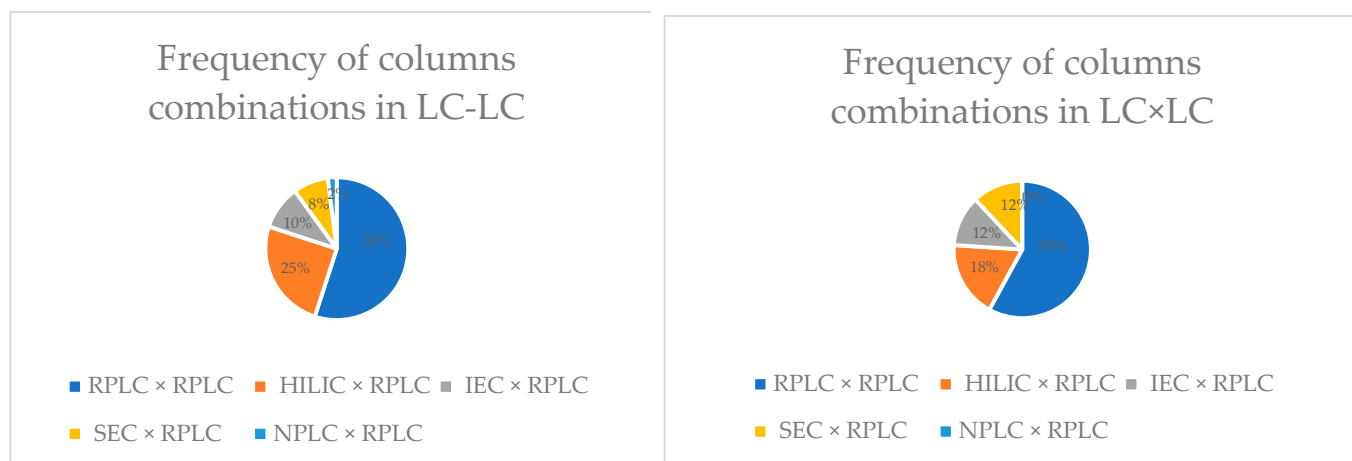 Frequency of columns
combinations in LC-LC
2%
8%
10%
55%
25%
RPLC × RPLC HILIC × RPLC IEC × RPLC
SEC × RPLC NPLC × RPLC
Frequency of columns
combinations in LC×LC
0%
12%
12%
58%
18%
RPLC × RPLC HILIC × RPLC IEC × RPLC
SEC × RPLC NPLC × RPLC